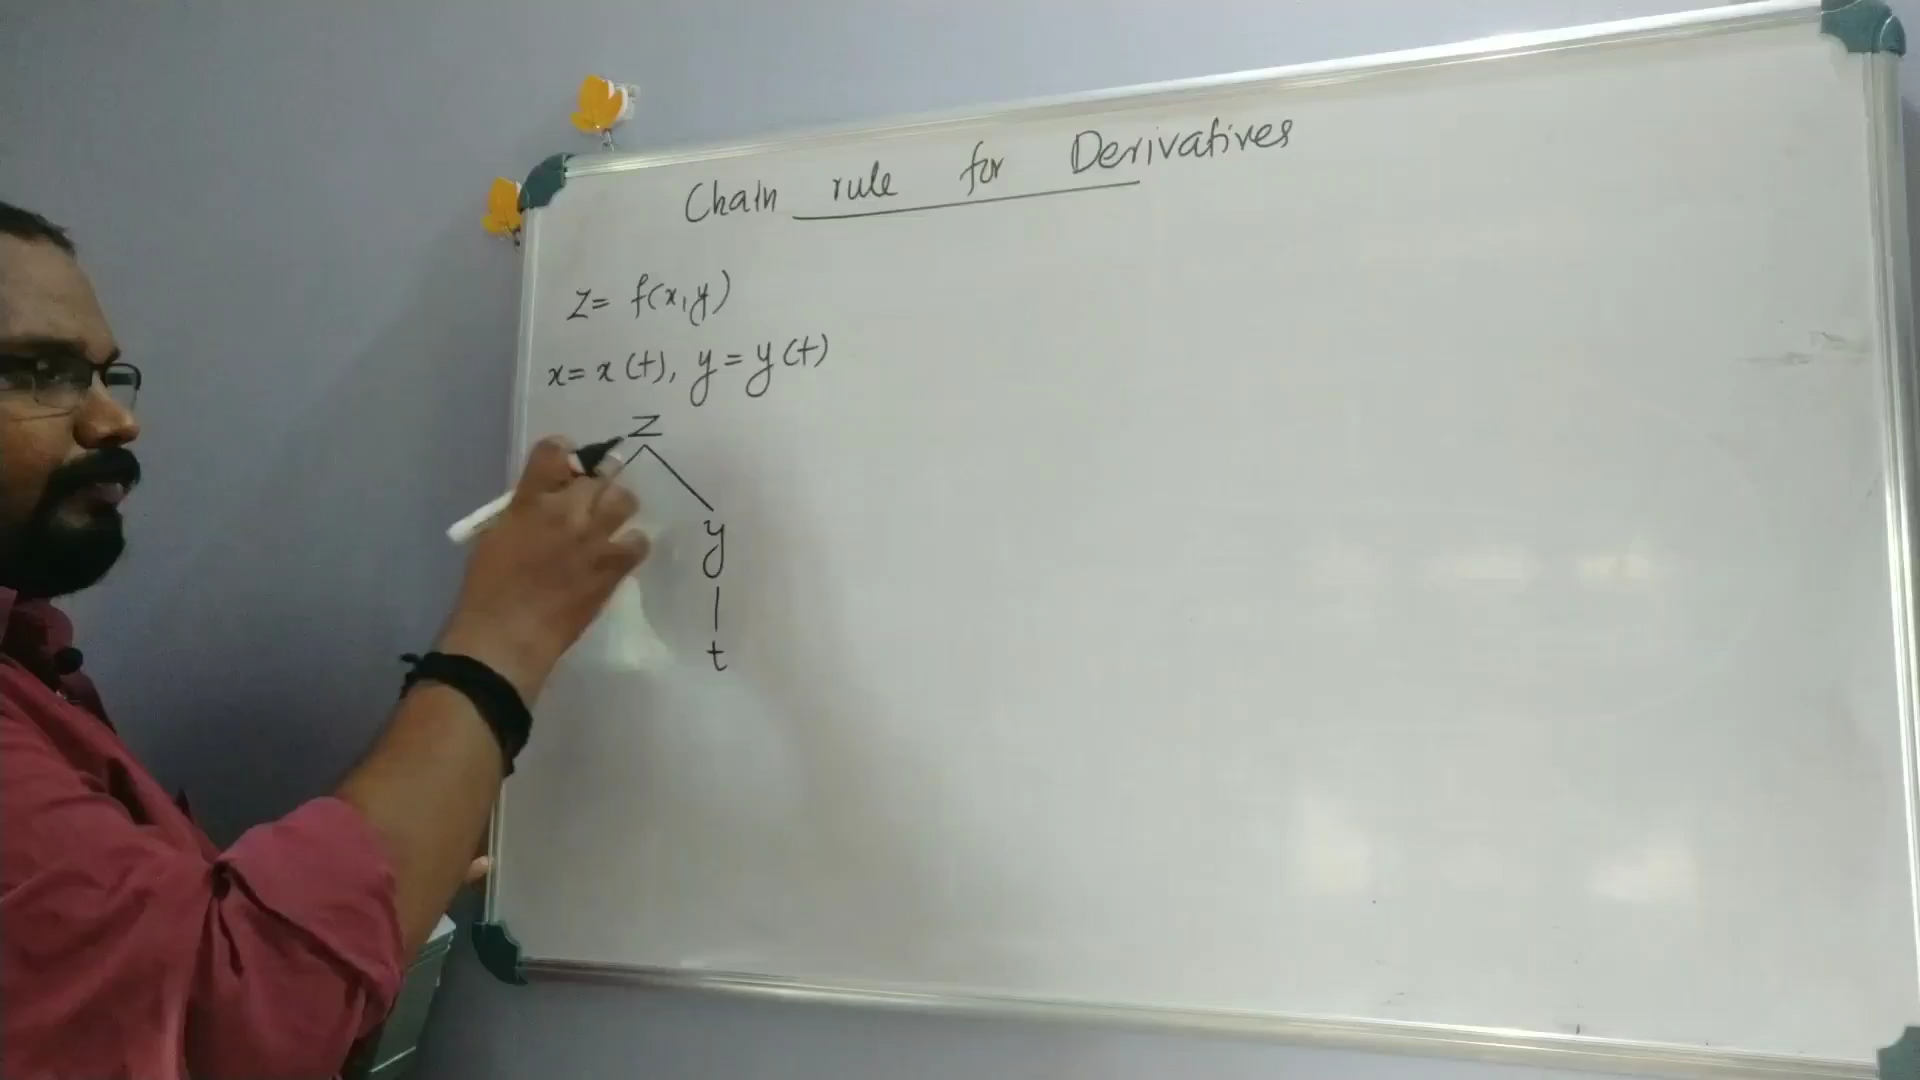 Chain rule for Derivatives
z = f(x,y)
x = x(t), y = y(t)
z
y
t